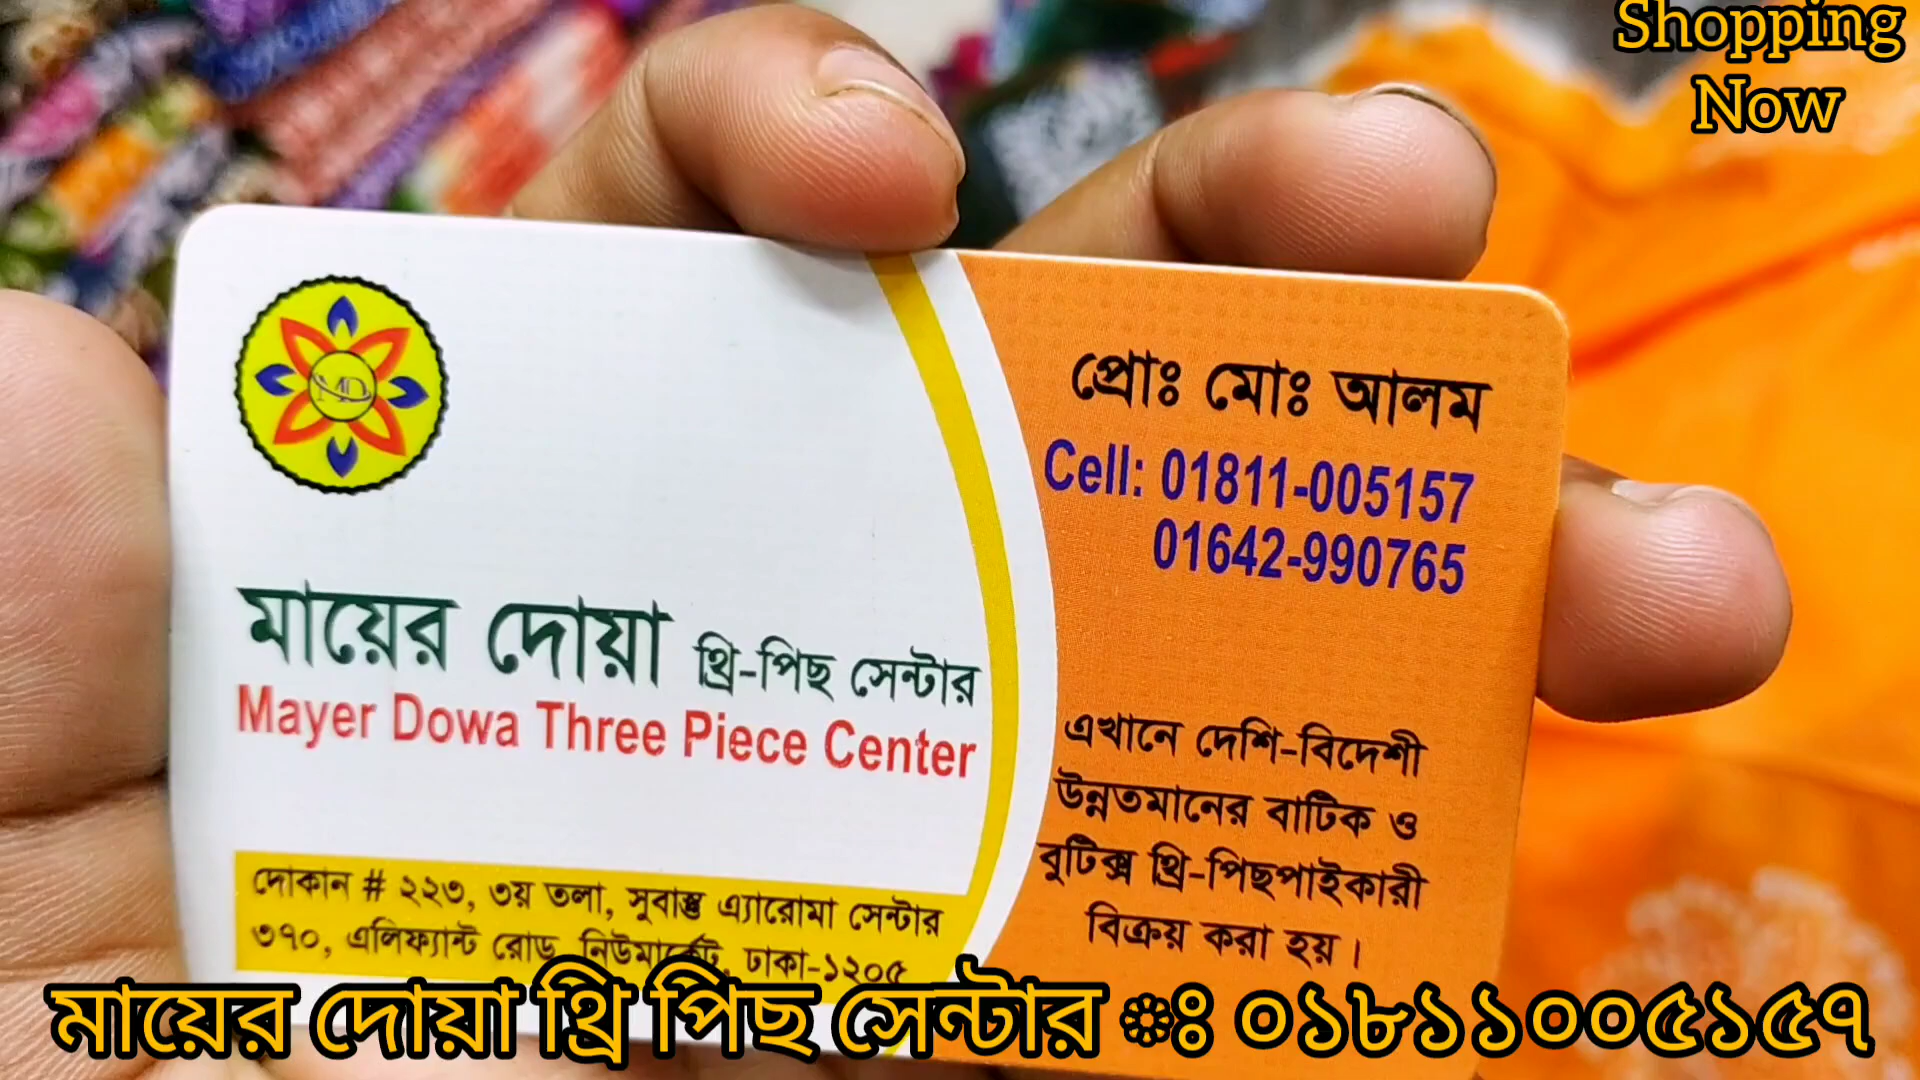 Shopping
Now
MD
প্রোঃ মোঃ আলম
Cell: 01811-005157
01642-990765
মায়ের দোয়া থ্রি-পিছ সেন্টার
Mayer Dowa Three Piece Center
এখানে দেশি-বিদেশী
উন্নতমানের বাটিক ও
বুটিক্স থ্রি-পিছপাইকারী
বিক্রয় করা হয়।
দোকান # ২২৩, ৩য় তলা, সুবাস্তু এ্যারোমা সেন্টার
৩৭০, এলিফ্যান্ট রোড, নিউমার্কেট, ঢাকা-১২০৫
মায়ের দোয়া থ্রি পিছ সেন্টার ঃ ০১৮১১০০৫১৫৭